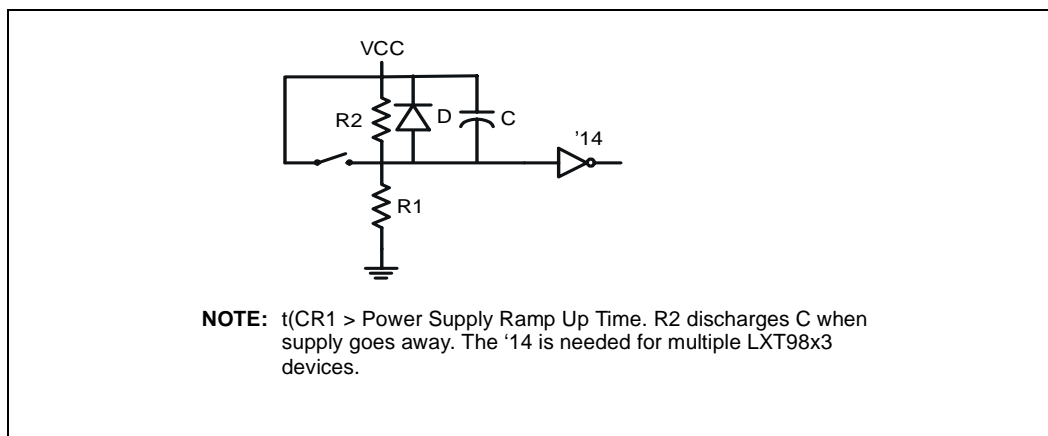 VCC
R2
D
C
'14
R1
NOTE: t(CR1 > Power Supply Ramp Up Time. R2 discharges C when
supply goes away. The ‘14 is needed for multiple LXT98x3
devices.